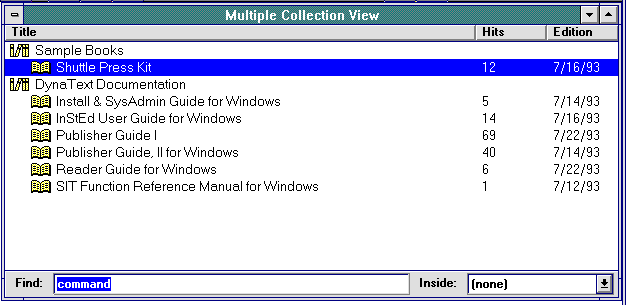 Multiple Collection View
Title Hits Edition
Sample Books
Shuttle Press Kit 12 7/16/93
DynaText Documentation
Install & SysAdmin Guide for Windows 5 7/14/93
InStEd User Guide for Windows 14 7/16/93
Publisher Guide I 69 7/22/93
Publisher Guide, II for Windows 40 7/14/93
Reader Guide for Windows 6 7/22/93
SIT Function Reference Manual for Windows 1 7/12/93
Find: command Inside: (none)